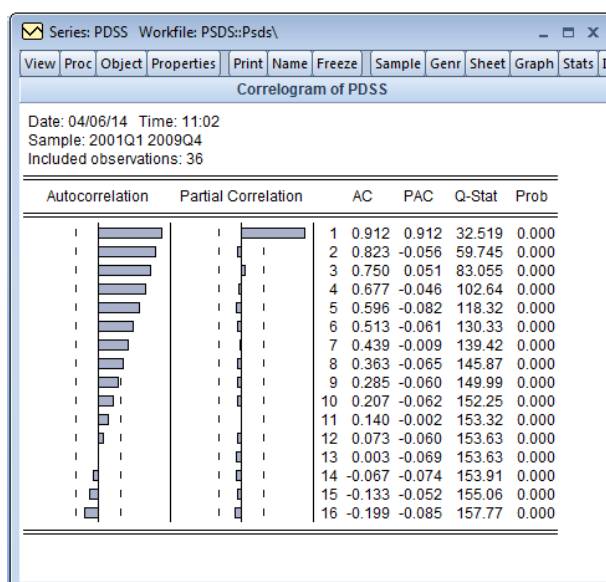 Series: PDSS Workfile: PSDS::Psds\
View Proc Object Properties Print Name Freeze Sample Genr Sheet Graph Stats
Correlogram of PDSS
Date: 04/06/14 Time: 11:02
Sample: 2001Q1 2009Q4
Included observations: 36
Autocorrelation Partial Correlation AC PAC Q-Stat Prob
1 0.912 0.912 32.519 0.000
2 0.823 -0.056 59.745 0.000
3 0.750 0.051 83.055 0.000
4 0.677 -0.046 102.64 0.000
5 0.596 -0.082 118.32 0.000
6 0.513 -0.061 130.33 0.000
7 0.439 -0.009 139.42 0.000
8 0.363 -0.065 145.87 0.000
9 0.285 -0.060 149.99 0.000
10 0.207 -0.062 152.25 0.000
11 0.140 -0.002 153.32 0.000
12 0.073 -0.060 153.63 0.000
13 0.003 -0.069 153.63 0.000
14 -0.067 -0.074 153.91 0.000
15 -0.133 -0.052 155.06 0.000
16 -0.199 -0.085 157.77 0.000